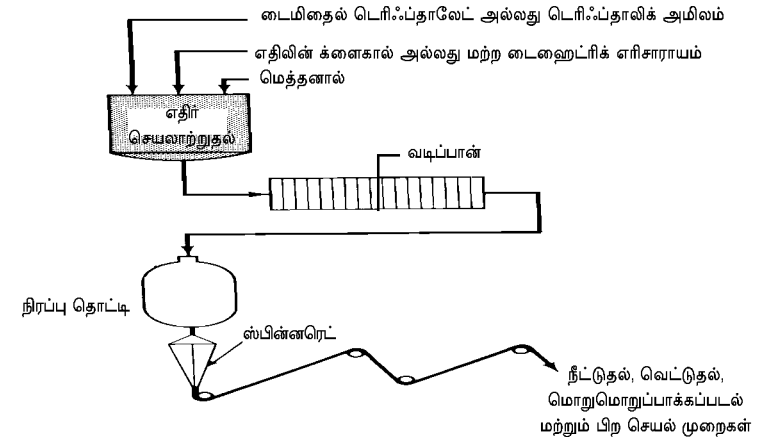 டைமிதைல் டெரிஃப்தாலேட் அல்லது டெரிஃப்தாலிக் அமிலம்
எதிலின் க்ளைகால் அல்லது மற்ற டைஹைட்ரிக் எரிசாராயம்
மெத்தனால்
எதிர்
செயலாற்றுதல்
வடிப்பான்
நிரப்பு தொட்டி
ஸ்பின்னரெட்
நீட்டுதல், வெட்டுதல்,
மொறுமொறுப்பாக்கப்படல்
மற்றும் பிற செயல் முறைகள்